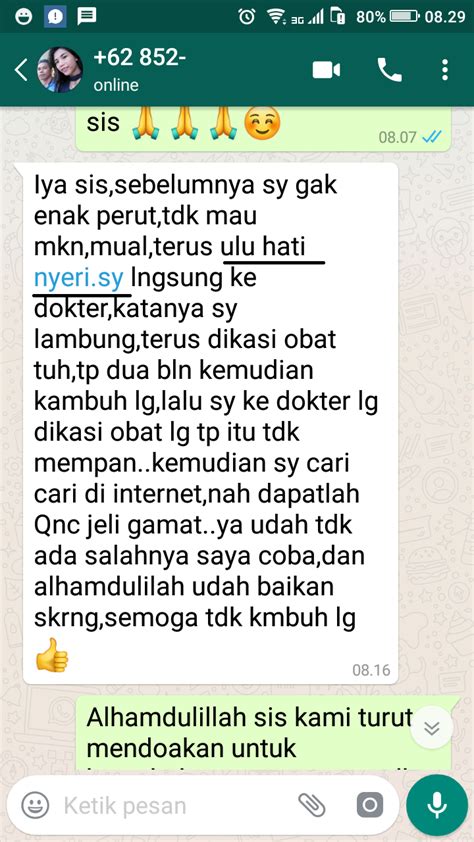 3G 80% 08.29
+62 852-
online
sis 🙏 🙏 🙏 ☺️
08.07
Iya sis,sebelumnya sy gak
enak perut,tdk mau
mkn,mual,terus ulu hati
nyeri.sy lngsung ke
dokter,katanya sy
lambung,terus dikasi obat
tuh,tp dua bln kemudian
kambuh lg,lalu sy ke dokter lg
dikasi obat lg tp itu tdk
mempan..kemudian sy cari
cari di internet,nah dapatlah
Qnc jeli gamat..ya udah tdk
ada salahnya saya coba,dan
alhamdulilah udah baikan
skrng,semoga tdk kmbuh lg
👍
08.16
Alhamdulillah sis kami turut
mendoakan untuk
Ketik pesan